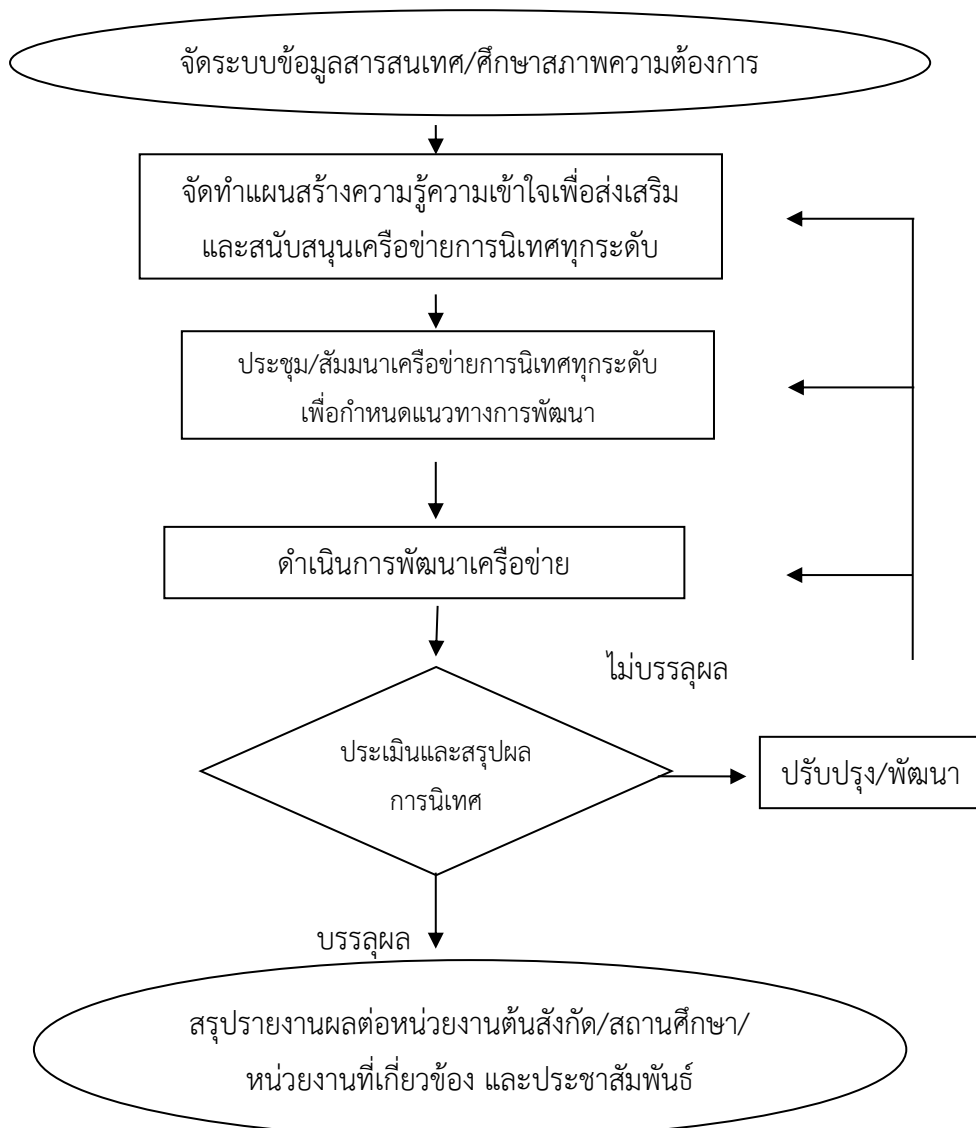 จัดระบบข้อมูลสารสนเทศ/ศึกษาสภาพความต้องการ
จัดทำแผนสร้างความรู้ความเข้าใจเพื่อส่งเสริม
และสนับสนุนเครือข่ายการนิเทศทุกระดับ
ประชุม/สัมมนาเครือข่ายการนิเทศทุกระดับ
เพื่อกำหนดแนวทางการพัฒนา
ดำเนินการพัฒนาเครือข่าย
ไม่บรรลุผล
ประเมินและสรุปผล
การนิเทศ
ปรับปรุง/พัฒนา
บรรลุผล
สรุปรายงานผลต่อหน่วยงานต้นสังกัด/สถานศึกษา/
หน่วยงานที่เกี่ยวข้อง และประชาสัมพันธ์